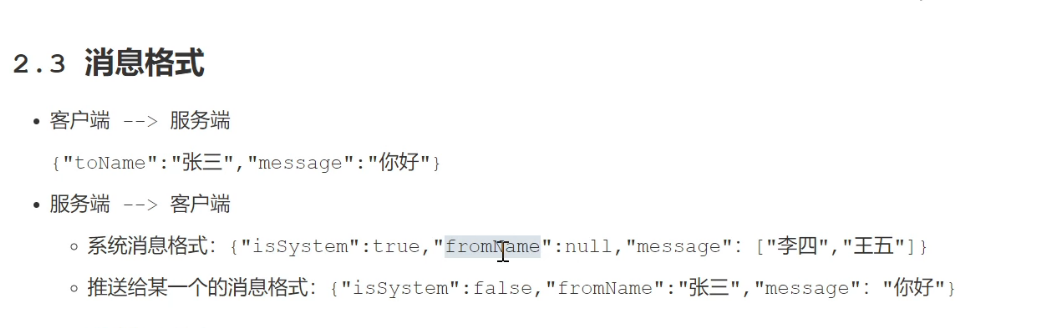 2.3 消息格式
• 客户端 --> 服务端
{"toName":"张三","message":"你好"}
• 服务端 --> 客户端
◦ 系统消息格式：{"isSystem":true,"fromName":null,"message": ["李四","王五"]}
◦ 推送给某一个的消息格式：{"isSystem":false,"fromName":"张三","message": "你好"}